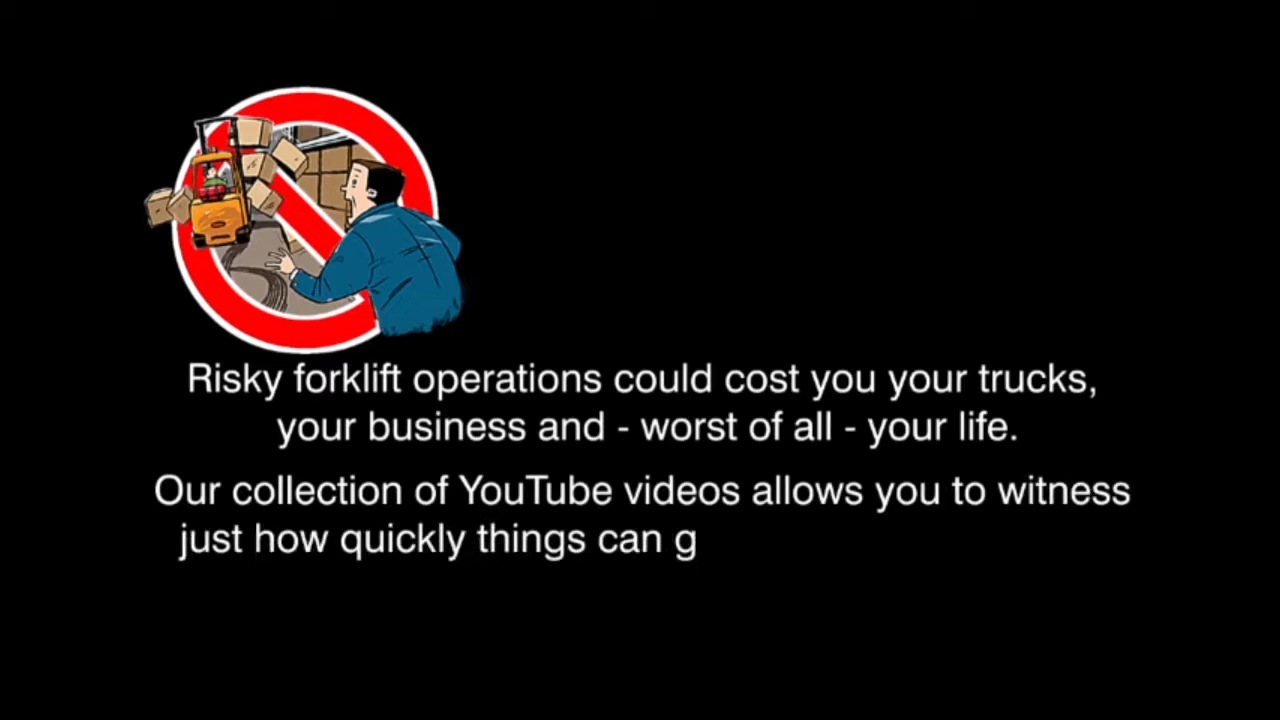 Risky forklift operations could cost you your trucks,
your business and - worst of all - your life.
Our collection of YouTube videos allows you to witness
just how quickly things can g